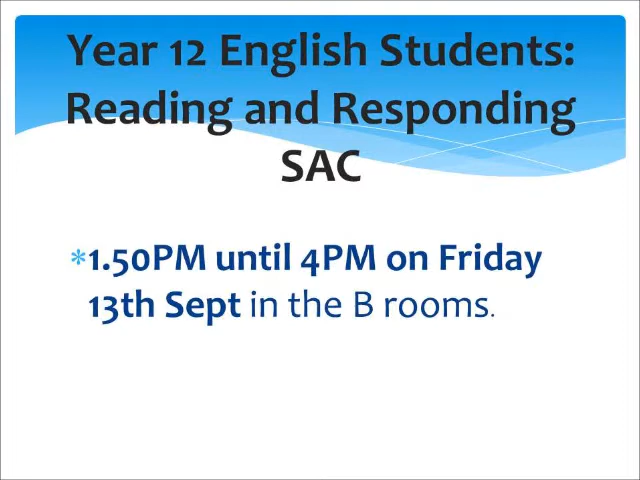 Year 12 English Students:
Reading and Responding
SAC
*1.50PM until 4PM on Friday
13th Sept in the B rooms.